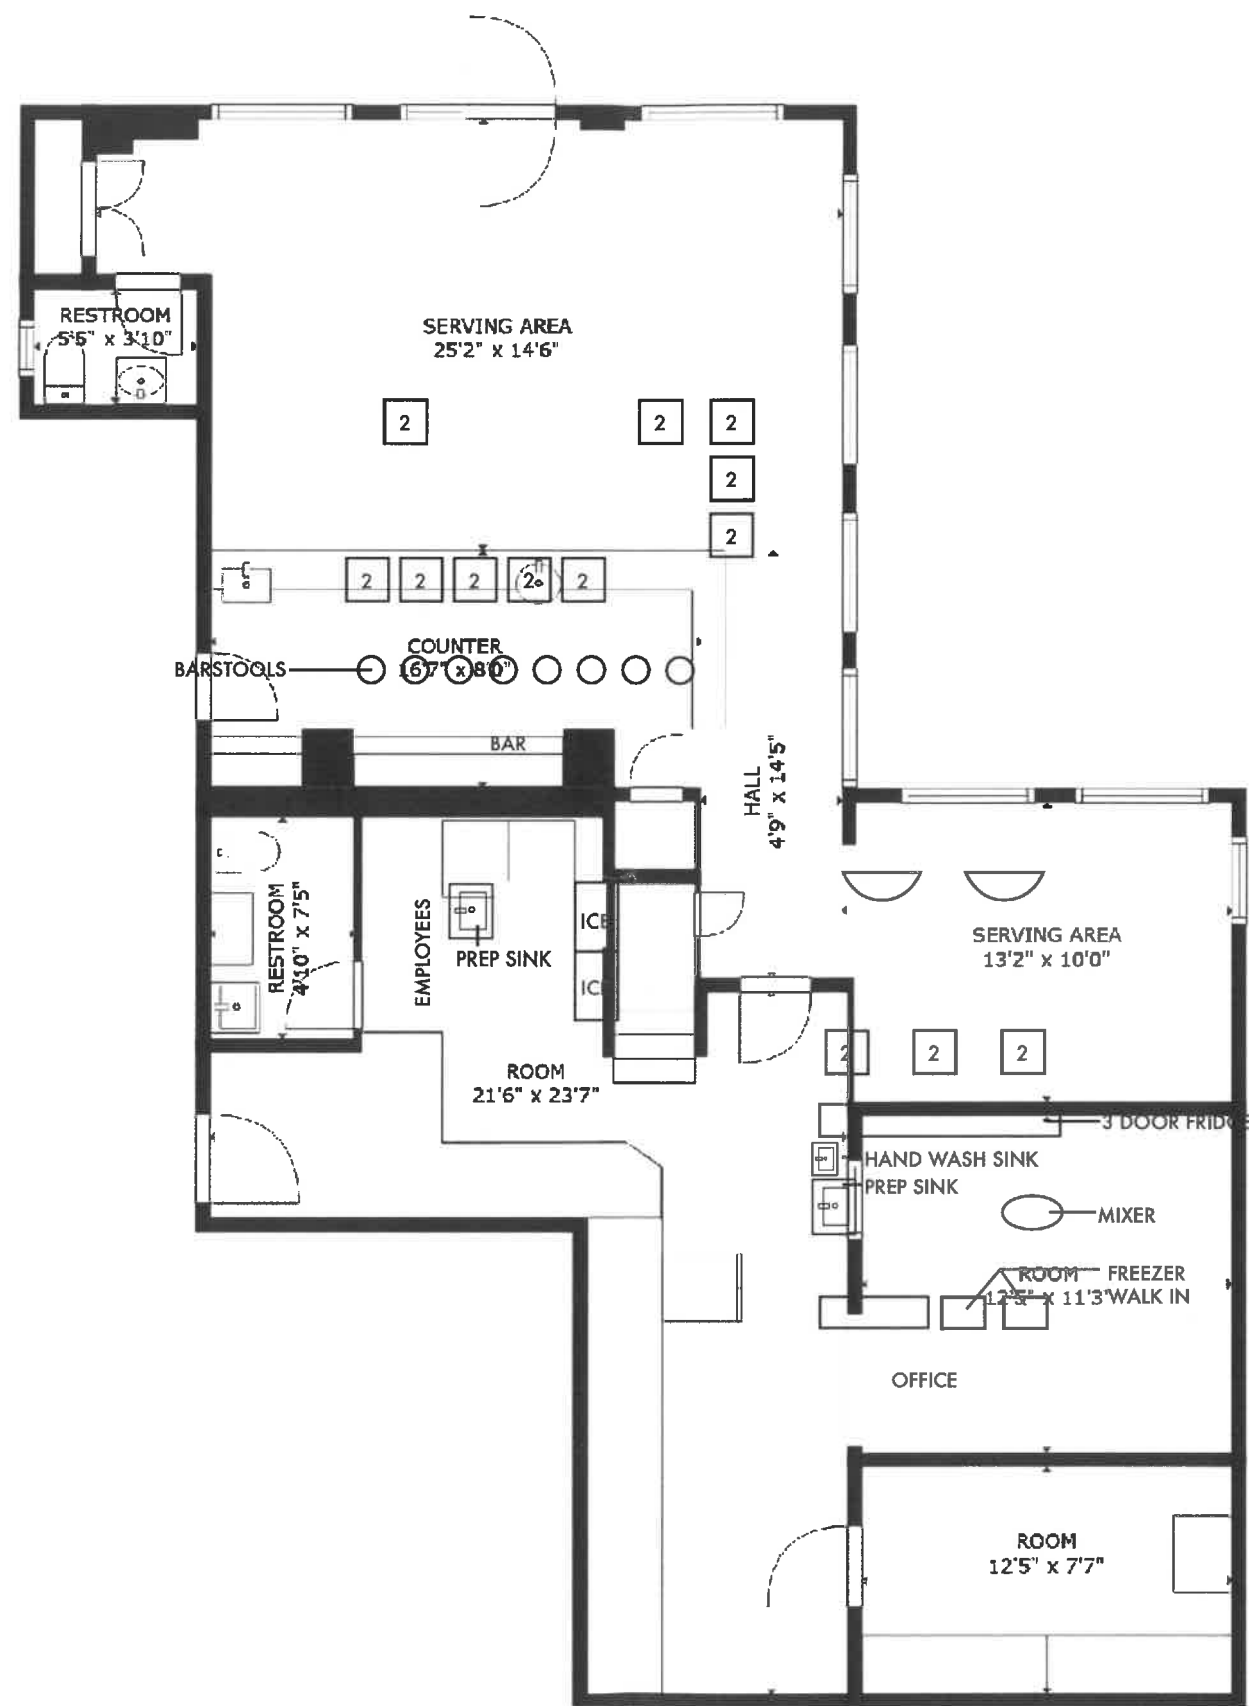 RESTROOM
5'6" x 3'10"
SERVING AREA
25'2" x 14'6"
2
2
2
2
2
2
2
2
2
2
COUNTER
16'7" x 8'0"
BARSTOOLS
BAR
HALL
4'9" x 14'5"
RESTROOM
4'10" x 7'5"
EMPLOYEES
PREP SINK
ICE
ICE
SERVING AREA
13'2" x 10'0"
2
2
2
ROOM
21'6" x 23'7"
3 DOOR FRIDGE
HAND WASH SINK
PREP SINK
MIXER
ROOM
12'5" x 11'3"
FREEZER
WALK IN
OFFICE
ROOM
12'5" x 7'7"